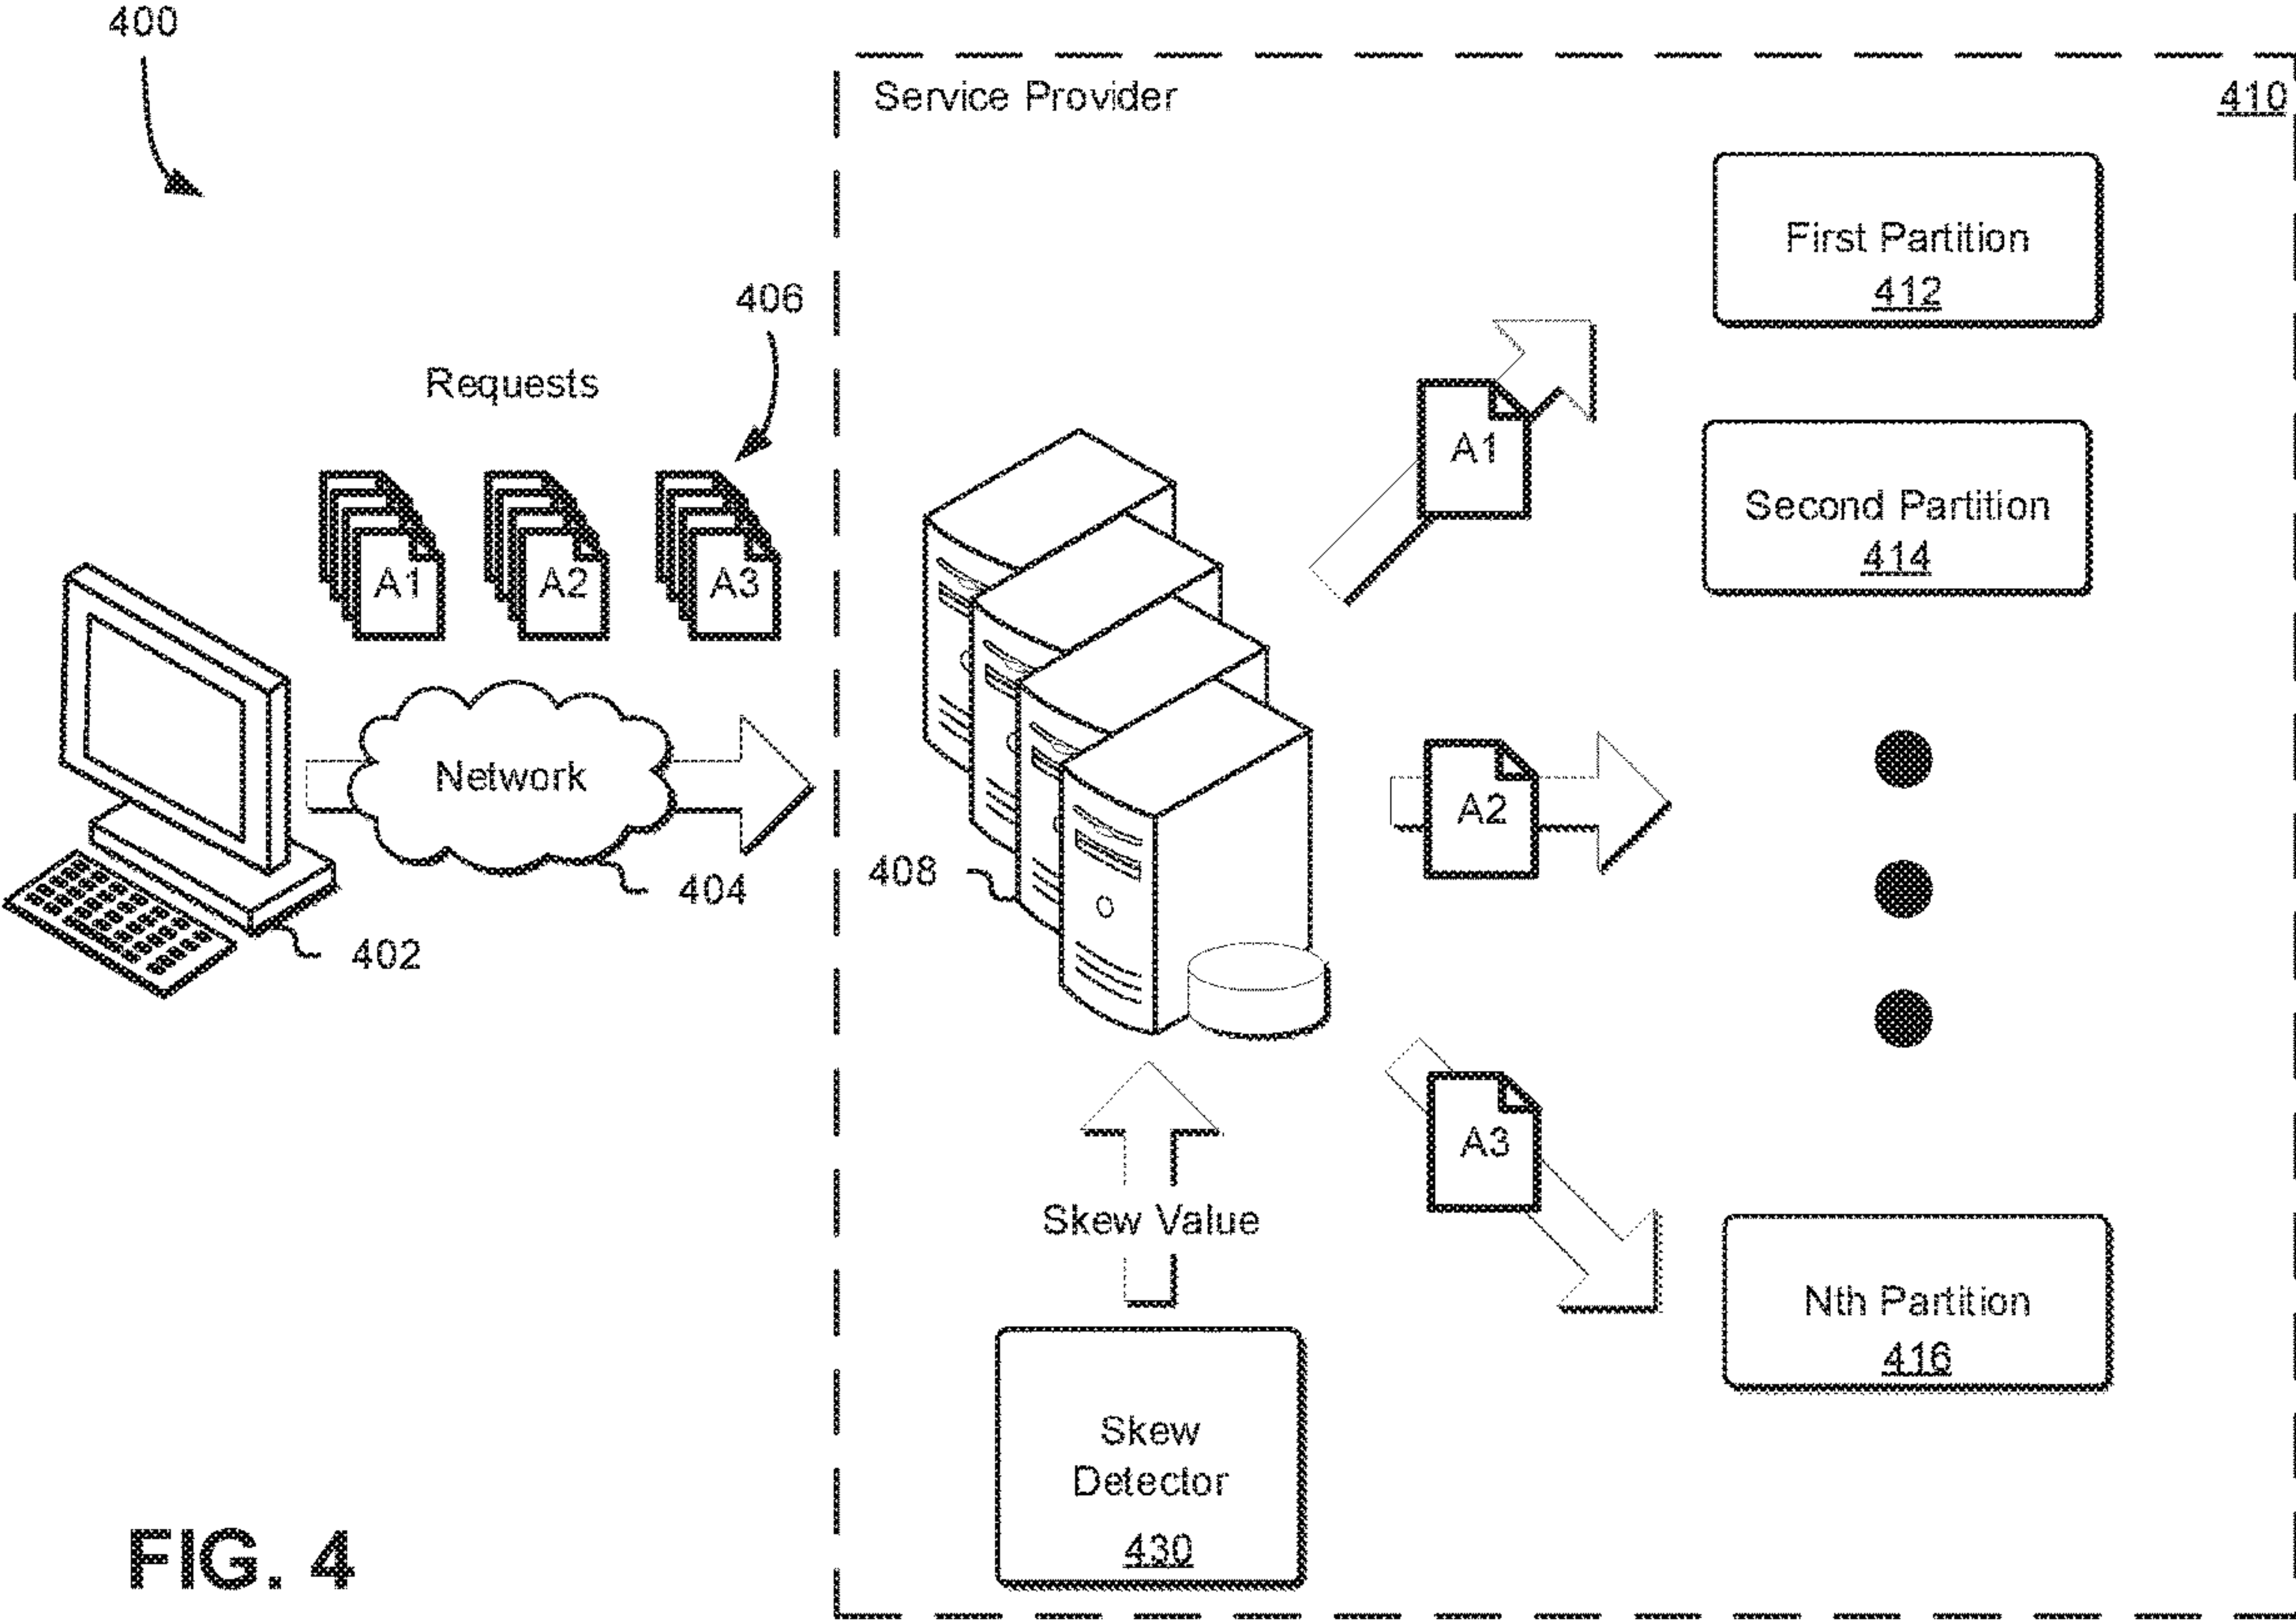 400
Service Provider
410
First Partition
412
406
Requests
A1
Second Partition
414
A1
A2
A3
Network
A2
408
404
402
A3
Skew Value
Nth Partition
416
Skew
Detector
430
FIG. 4